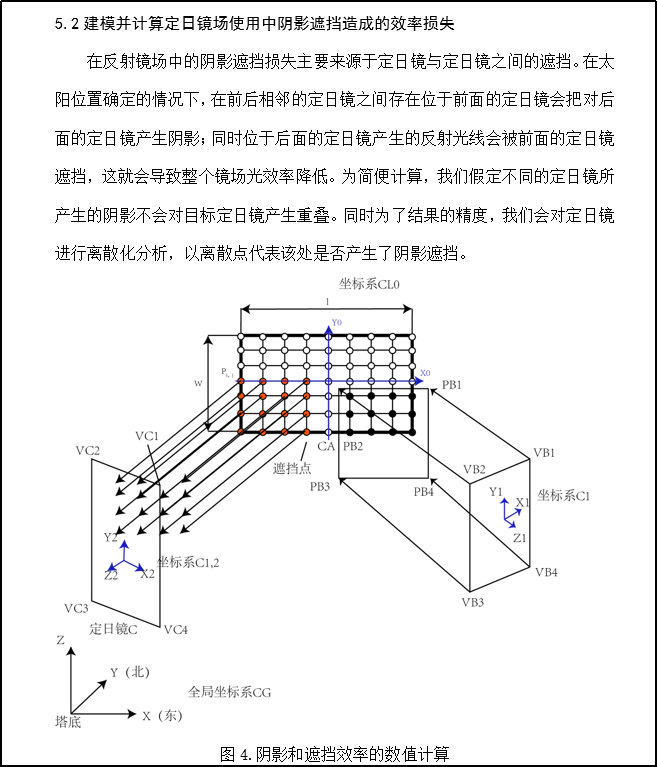 5.2建模并计算定日镜场使用中阴影遮挡造成的效率损失
在反射镜场中的阴影遮挡损失主要来源于定日镜与定日镜之间的遮挡。在太
阳位置确定的情况下，在前后相邻的定日镜之间存在位于前面的定日镜会把对后
面的定日镜产生阴影；同时位于后面的定日镜产生的反射光线会被前面的定日镜
遮挡，这就会导致整个镜场光效率降低。为简便计算，我们假定不同的定日镜所
产生的阴影不会对目标定日镜产生重叠。同时为了结果的精度，我们会对定日镜
进行离散化分析，以离散点代表该处是否产生了阴影遮挡。
坐标系CL0
l
Y0
P i, j
X0
W
PB1
VC1
CA
PB2
VC2
遮挡点
VB1
VB2
PB3
PB4
Y1
X1
坐标系C1
Z1
Y2
坐标系C1,2
Z2
X2
VB4
VB3
VC3
定日镜C
VC4
Z
Y（北）
全局坐标系CG
塔底
X（东）
图 4.阴影和遮挡效率的数值计算